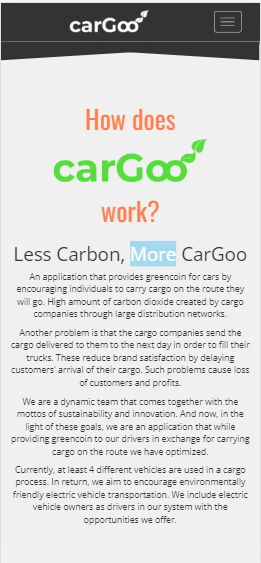 carGoo
How does
carGoo
work?
Less Carbon, More CarGoo
An application that provides greencoin for cars by
encouraging individuals to carry cargo on the route they
will go. High amount of carbon dioxide created by cargo
companies through large distribution networks.
Another problem is that the cargo companies send the
cargo delivered to them to the next day in order to fill their
trucks. These reduce brand satisfaction by delaying
customers' arrival of their cargo. Such problems cause loss
of customers and profits.
We are a dynamic team that comes together with the
mottos of sustainability and innovation. And now, in the
light of these goals, we are an application that while
providing greencoin to our drivers in exchange for carrying
cargo on the route we have optimized.
Currently, at least 4 different vehicles are used in a cargo
process. In return, we aim to encourage environmentally
friendly electric vehicle transportation. We include electric
vehicle owners as drivers in our system with the
opportunities we offer.